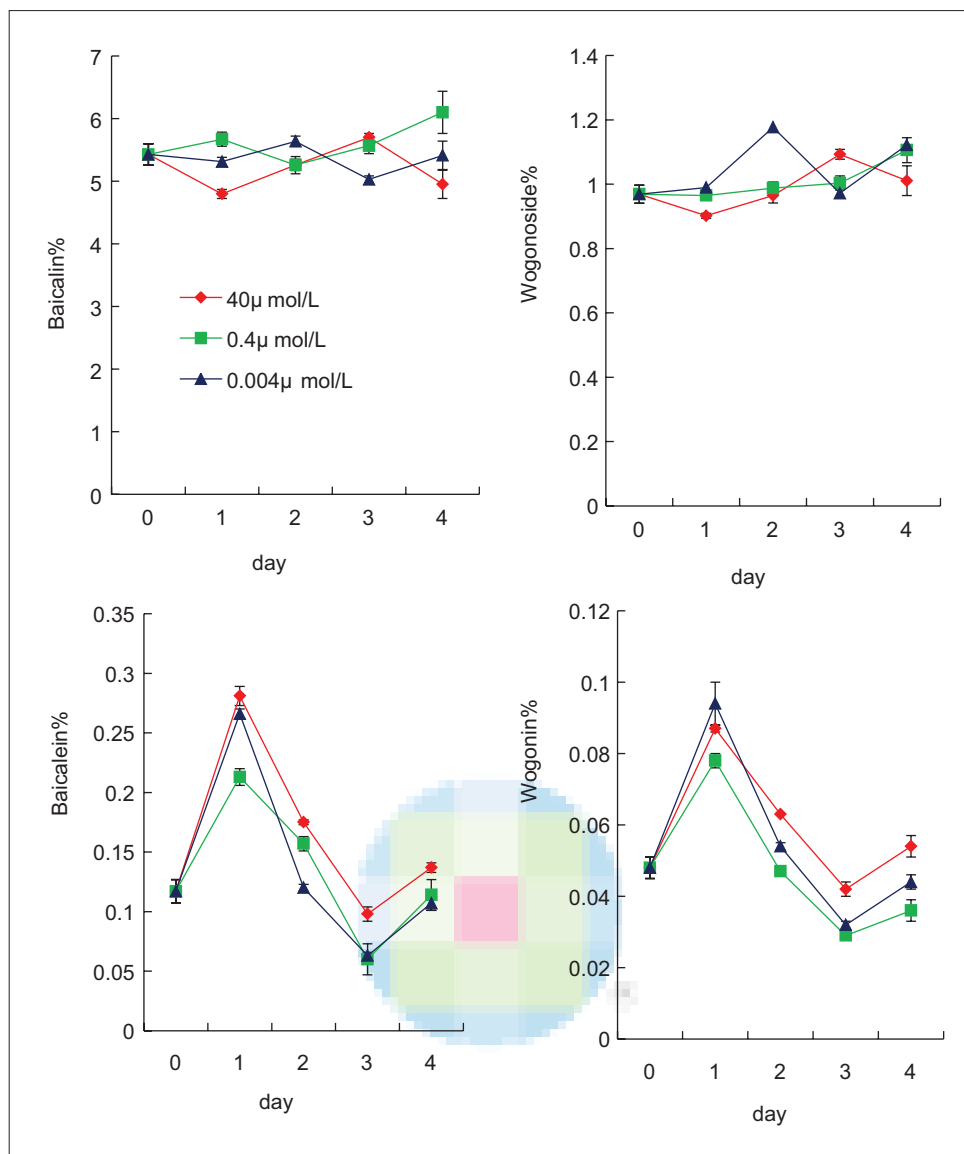 7
6
5
4
3
2
1
0
Baicalin%
0 1 2 3 4
day
40μ mol/L
0.4μ mol/L
0.004μ mol/L
1.4
1.2
1
0.8
0.6
0.4
0.2
0
Wogonoside%
0 1 2 3 4
day
0.35
0.3
0.25
0.2
0.15
0.1
0.05
0
Baicalein%
0 1 2 3 4
day
0.12
0.1
0.08
0.06
0.04
0.02
0
Wogonin%
0 1 2 3 4
day